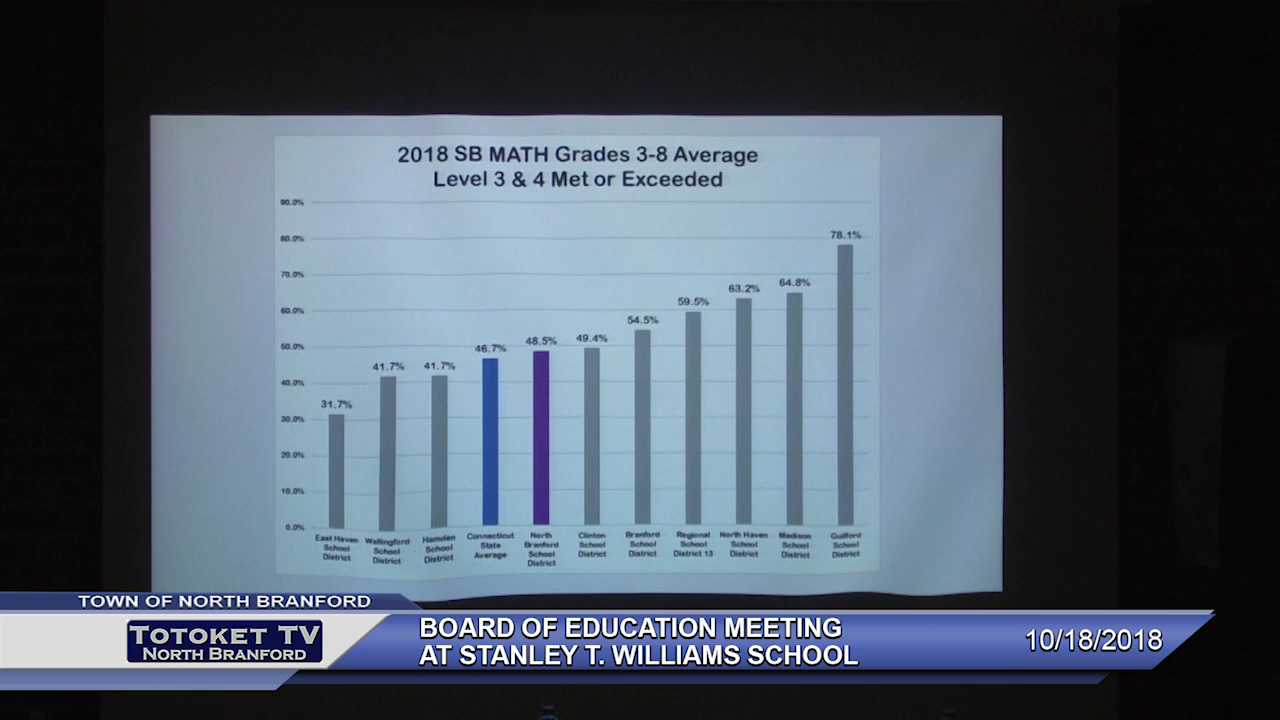 2018 SB MATH Grades 3-8 Average
Level 3 & 4 Met or Exceeded
90.0%
80.0%
70.0%
60.0%
50.0%
40.0%
30.0%
20.0%
10.0%
0.0%
31.7%
41.7%
41.7%
46.7%
48.5%
49.4%
54.5%
59.5%
63.2%
64.8%
78.1%
East Haven
School
District
Wallingford
School
District
Hamden
School
District
Connecticut
State
Average
North
Branford
School
District
Clinton
School
District
Branford
School
District
Regional
School
District 13
North Haven
School
District
Madison
School
District
Guilford
School
District
TOWN OF NORTH BRANFORD
TOTOKET TV
NORTH BRANFORD
BOARD OF EDUCATION MEETING
AT STANLEY T. WILLIAMS SCHOOL
10/18/2018